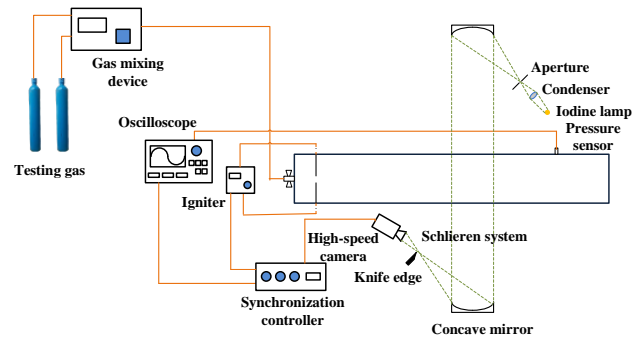 Gas mixing
device
Testing gas
Oscilloscope
Igniter
Synchronization
controller
High-speed
camera
Knife edge
Schlieren system
Concave mirror
Aperture
Condenser
Iodine lamp
Pressure
sensor